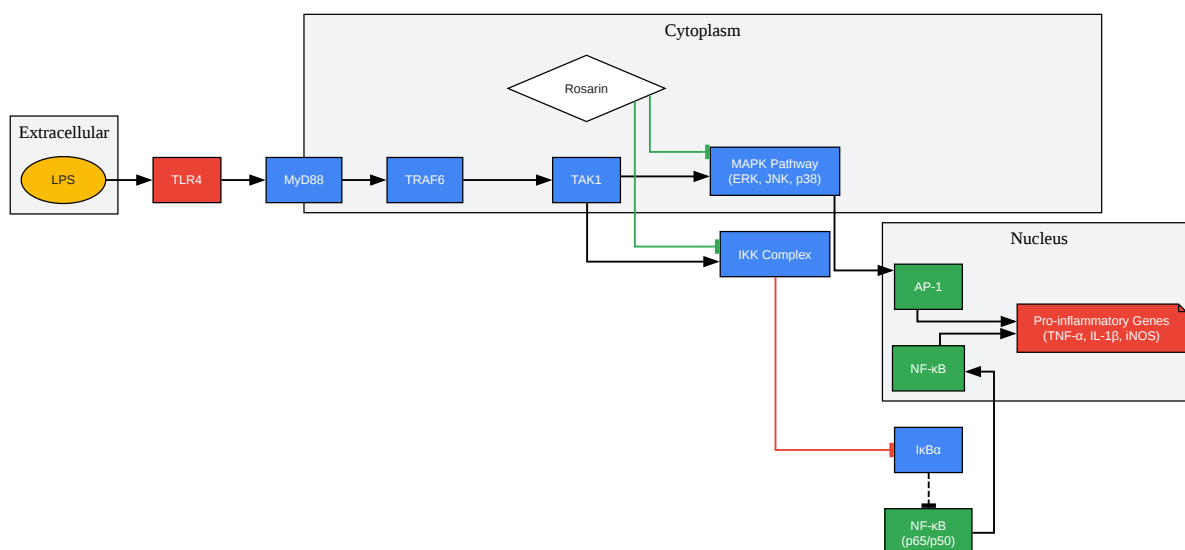 Cytoplasm
Rosarin
Extracellular
LPS
TLR4
MyD88
TRAF6
TAK1
MAPK Pathway
(ERK, JNK, p38)
IKK Complex
Nucleus
AP-1
Pro-inflammatory Genes
(TNF-α, IL-1β, iNOS)
NF-κB
IκBα
NF-κB
(p65/p50)